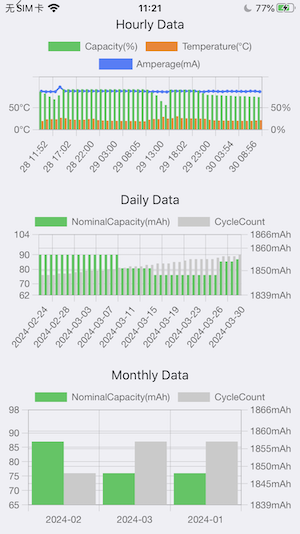 无SIM卡 11:21 77%
Hourly Data
Capacity(%) Temperature(°C)
Amperage(mA)
50°C 50%
0°C 0%
28 11:52 28 17:02 28 22:00 29 03:00 29 08:05 29 13:00 29 18:02 29 23:00 30 03:54 30 08:56
Daily Data
NominalCapacity(mAh) CycleCount
104 1866mAh
1860mAh
90
80 1850mAh
70
62 1839mAh
2024-02-24 2024-02-28 2024-03-03 2024-03-07 2024-03-11 2024-03-15 2024-03-19 2024-03-23 2024-03-26 2024-03-30
Monthly Data
NominalCapacity(mAh) CycleCount
98 1866mAh
90 1860mAh
85 1855mAh
80 1850mAh
70 1845mAh
65 1839mAh
2024-02 2024-03 2024-01